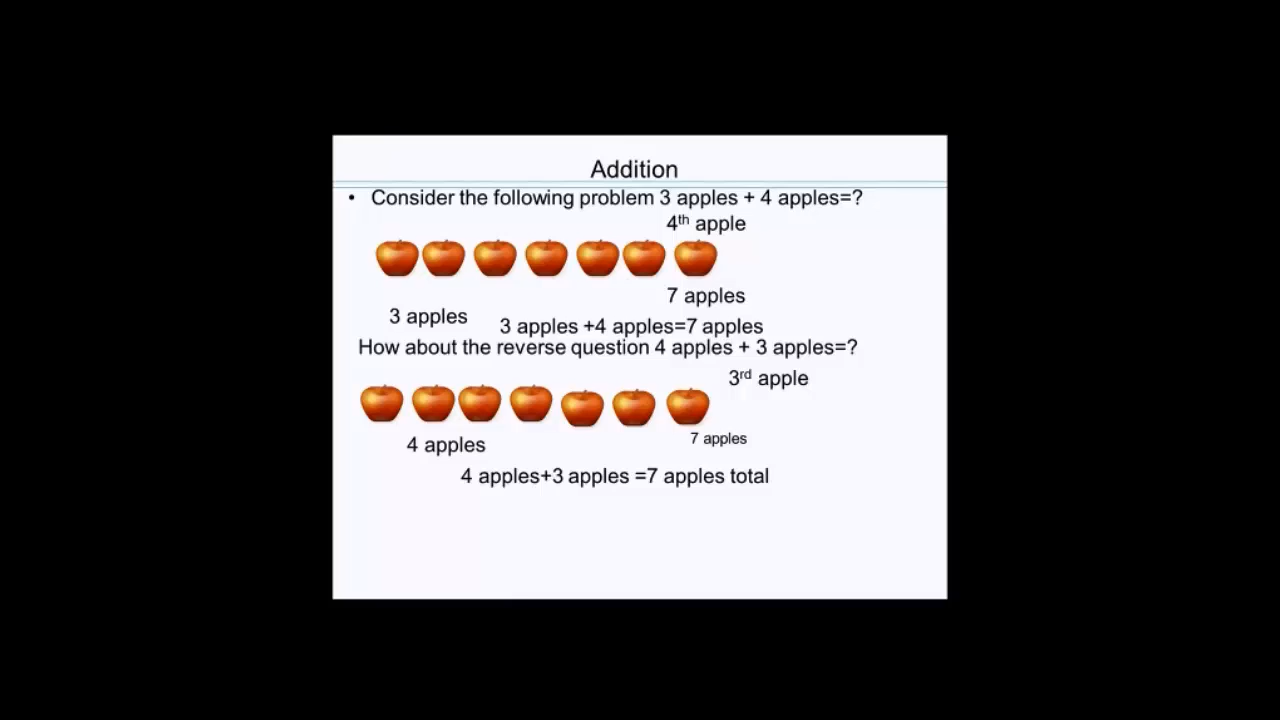 Addition
• Consider the following problem 3 apples + 4 apples=?
4th apple
7 apples
3 apples
3 apples +4 apples=7 apples
How about the reverse question 4 apples + 3 apples=?
3rd apple
7 apples
4 apples
4 apples+3 apples =7 apples total